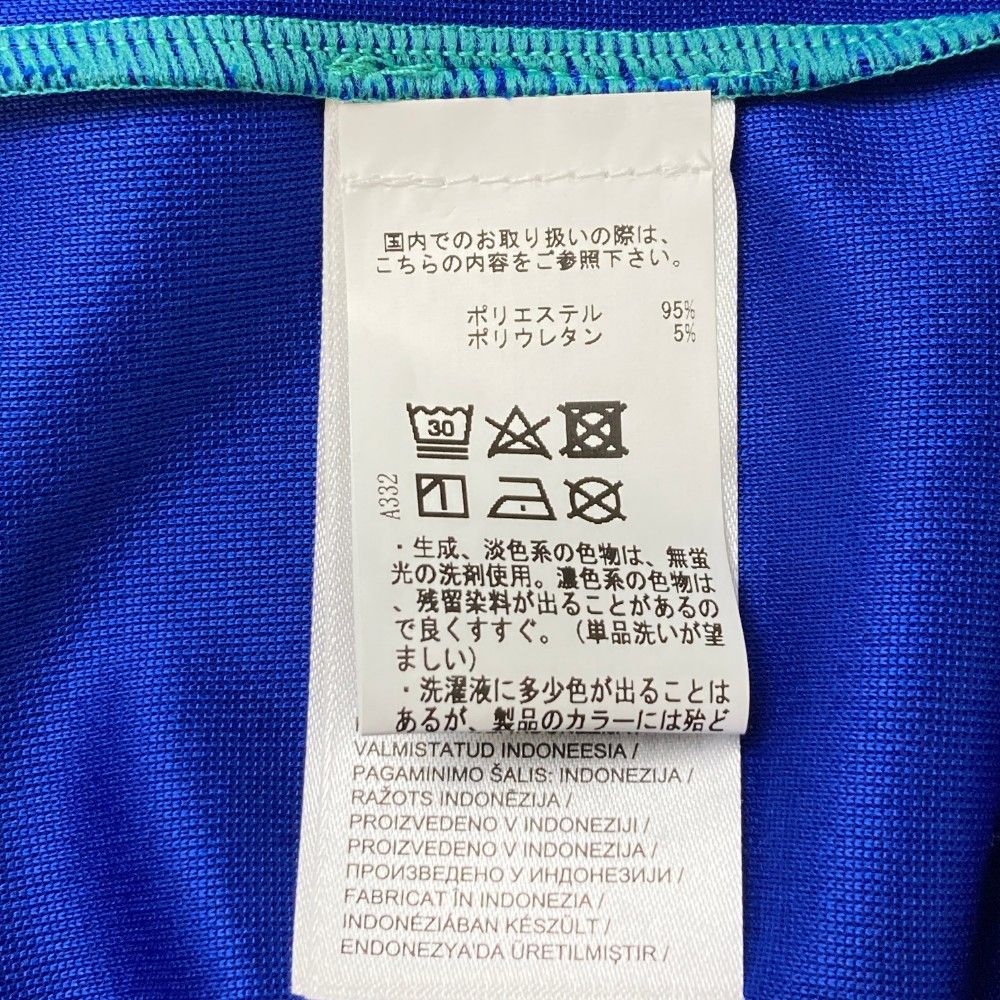 国内でのお取り扱いの際は、
こちらの内容をご参照下さい。
ポリエステル 95%
ポリウレタン 5%
30
A332
・生成、淡色系の色物は、無蛍
光の洗剤使用。濃色系の色物は
、残留染料が出ることがあるの
で良くすすぐ。（単品洗いが望
ましい）
・洗濯液に多少色が出ることは
あるが、製品のカラーには殆ど
VALMISTATUD INDONEESIA /
PAGAMINIMO ŠALIS: INDONEZIJA /
RAŽOTS INDONĒZIJA /
PROIZVEDENO V INDONEZIJI /
PROIZVEDENO V INDONEZIJI /
ПРОИЗВЕДЕНО У ИНДОНЕЗИЈИ /
FABRICAT ÎN INDONEZIA /
INDONÉZIÁBAN KÉSZÜLT /
ENDONEZYA'DA ÜRETİLMİŞTİR /